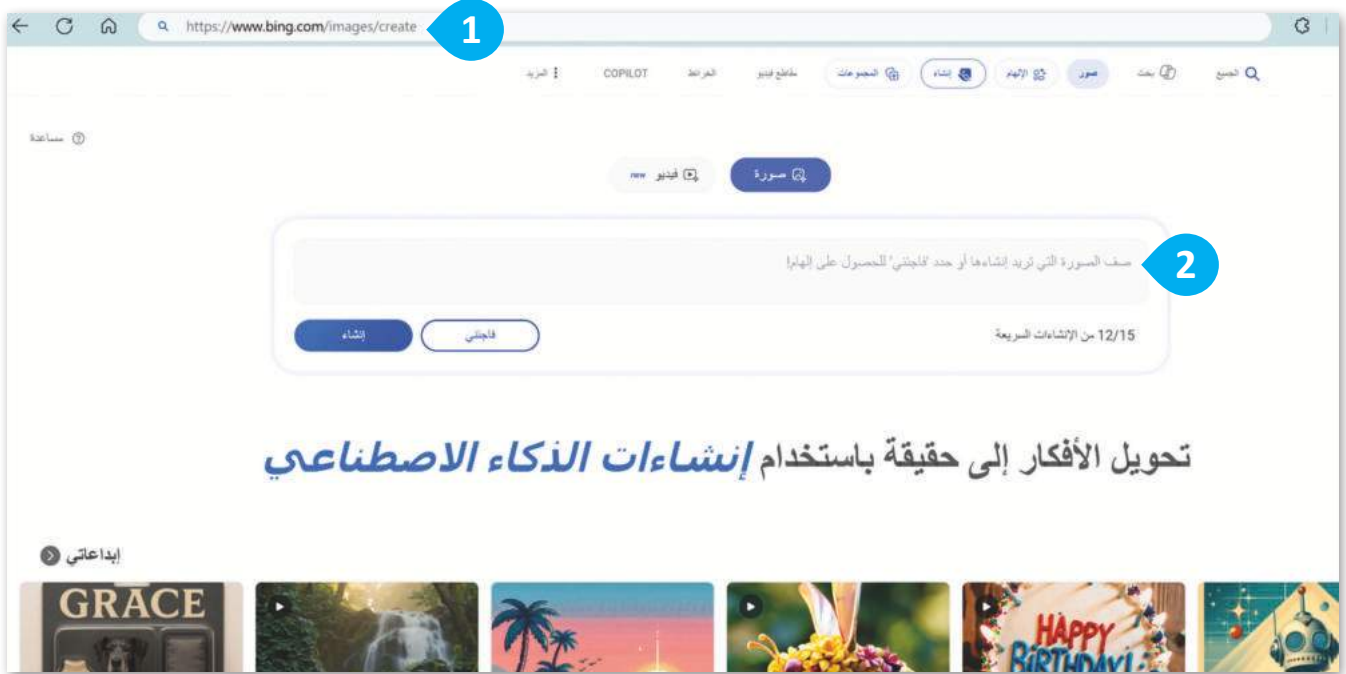 https://www.bing.com/images/create
1
الجميع بحث صور الإلهام إنشاء المجموعات مقاطع فيديو الخرائط COPILOT المزيد
مساعدة
صورة فيديو new
صف الصورة التي تريد إنشاءها أو حدد 'فاجئني' للحصول على إلهام!
2
12/15 من الإنشاءات السريعة فاجئني إنشاء
تحويل الأفكار إلى حقيقة باستخدام إنشاءات الذكاء الاصطناعي
إبداعاتي
GRACE
HAPPY
BIRTHDAY!